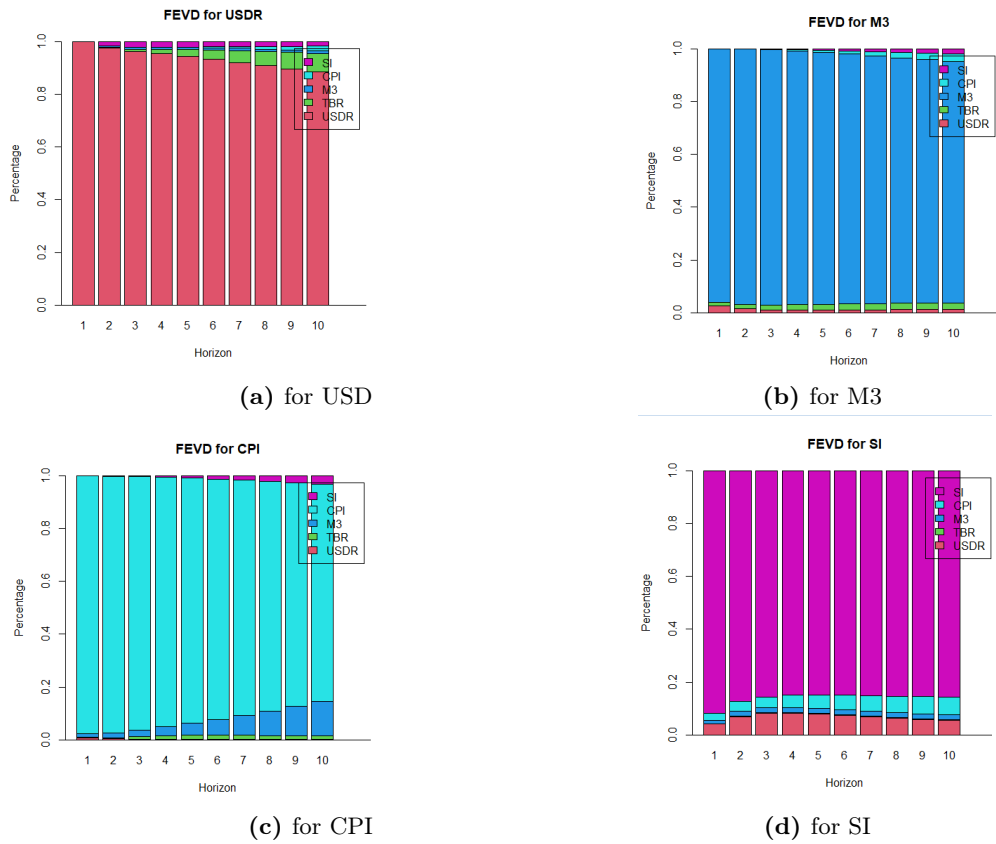 FEVD for USDR
Percentage
0.0 0.2 0.4 0.6 0.8 1.0
SI
CPI
M3
TBR
USDR
1 2 3 4 5 6 7 8 9 10
Horizon
(a) for USD
FEVD for M3
Percentage
0.0 0.2 0.4 0.6 0.8 1.0
SI
CPI
M3
TBR
USDR
1 2 3 4 5 6 7 8 9 10
Horizon
(b) for M3
FEVD for CPI
Percentage
0.0 0.2 0.4 0.6 0.8 1.0
SI
CPI
M3
TBR
USDR
1 2 3 4 5 6 7 8 9 10
Horizon
(c) for CPI
FEVD for SI
Percentage
0.0 0.2 0.4 0.6 0.8 1.0
SI
CPI
M3
TBR
USDR
1 2 3 4 5 6 7 8 9 10
Horizon
(d) for SI